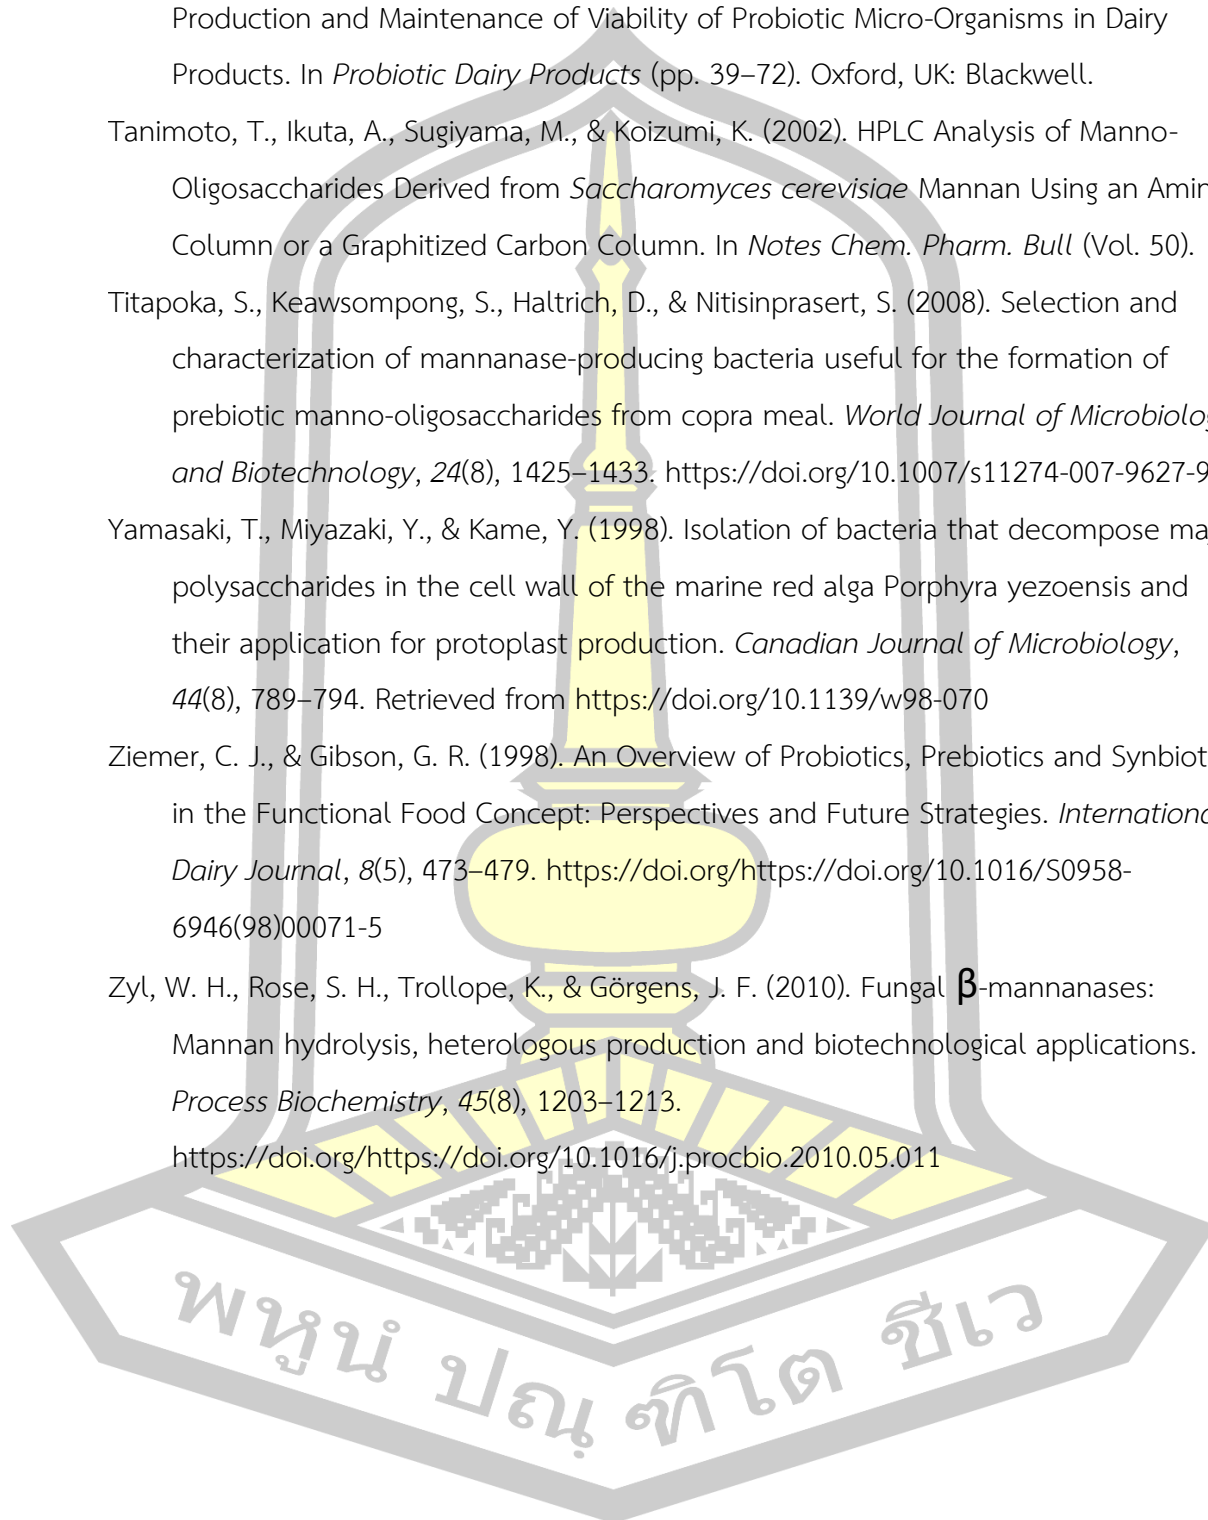 Production and Maintenance of Viability of Probiotic Micro-Organisms in Dairy
Products. In Probiotic Dairy Products (pp. 39–72). Oxford, UK: Blackwell.
Tanimoto, T., Ikuta, A., Sugiyama, M., & Koizumi, K. (2002). HPLC Analysis of Manno-
Oligosaccharides Derived from Saccharomyces cerevisiae Mannan Using an Amin
Column or a Graphitized Carbon Column. In Notes Chem. Pharm. Bull (Vol. 50).
Titapoka, S., Keawsompong, S., Haltrich, D., & Nitisinprasert, S. (2008). Selection and
characterization of mannanase-producing bacteria useful for the formation of
prebiotic manno-oligosaccharides from copra meal. World Journal of Microbiolog
and Biotechnology, 24(8), 1425–1433. https://doi.org/10.1007/s11274-007-9627-9
Yamasaki, T., Miyazaki, Y., & Kame, Y. (1998). Isolation of bacteria that decompose ma
polysaccharides in the cell wall of the marine red alga Porphyra yezoensis and
their application for protoplast production. Canadian Journal of Microbiology,
44(8), 789–794. Retrieved from https://doi.org/10.1139/w98-070
Ziemer, C. J., & Gibson, G. R. (1998). An Overview of Probiotics, Prebiotics and Synbiot
in the Functional Food Concept: Perspectives and Future Strategies. Internationa
Dairy Journal, 8(5), 473–479. https://doi.org/https://doi.org/10.1016/S0958-
6946(98)00071-5
Zyl, W. H., Rose, S. H., Trollope, K., & Görgens, J. F. (2010). Fungal β-mannanases:
Mannan hydrolysis, heterologous production and biotechnological applications.
Process Biochemistry, 45(8), 1203–1213.
https://doi.org/https://doi.org/10.1016/j.procbio.2010.05.011
พหูนํ ปณฺ ฑิโต ชีเว